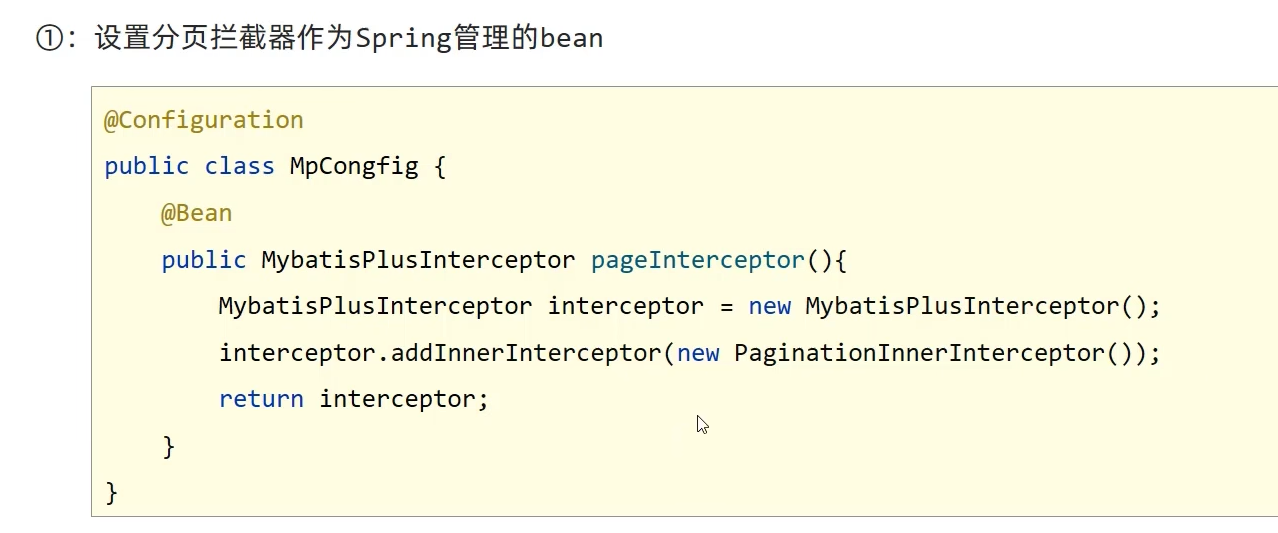 ①: 设置分页拦截器作为Spring管理的bean
@Configuration
public class MpCongfig {
    @Bean
    public MybatisPlusInterceptor pageInterceptor(){
        MybatisPlusInterceptor interceptor = new MybatisPlusInterceptor();
        interceptor.addInnerInterceptor(new PaginationInnerInterceptor());
        return interceptor;
    }
}